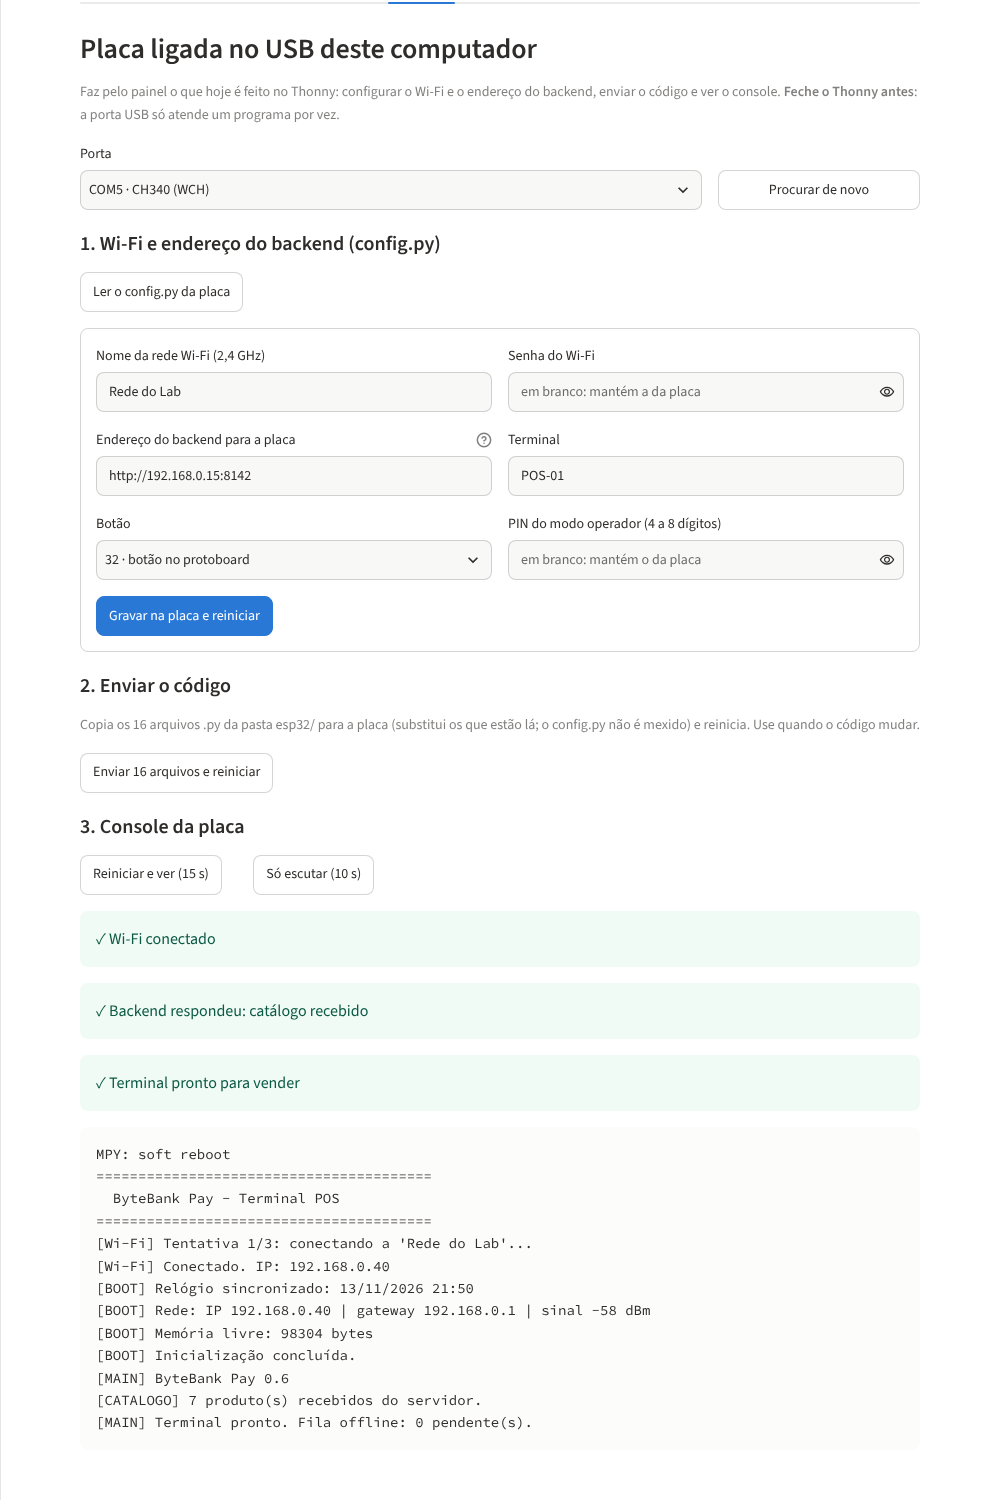 Placa ligada no USB deste computador
Faz pelo painel o que hoje é feito no Thonny: configurar o Wi-Fi e o endereço do backend, enviar o código e ver o console. Feche o Thonny antes:
a porta USB só atende um programa por vez.
Porta
COM5 · CH340 (WCH)
Procurar de novo
1. Wi-Fi e endereço do backend (config.py)
Ler o config.py da placa
Nome da rede Wi-Fi (2,4 GHz)
Senha do Wi-Fi
Rede do Lab
em branco: mantém a da placa
Endereço do backend para a placa
Terminal
http://192.168.0.15:8142
POS-01
Botão
PIN do modo operador (4 a 8 dígitos)
32 · botão no protoboard
em branco: mantém o da placa
Gravar na placa e reiniciar
2. Enviar o código
Copia os 16 arquivos .py da pasta esp32/ para a placa (substitui os que estão lá; o config.py não é mexido) e reinicia. Use quando o código mudar.
Enviar 16 arquivos e reiniciar
3. Console da placa
Reiniciar e ver (15 s)
Só escutar (10 s)
✓ Wi-Fi conectado
✓ Backend respondeu: catálogo recebido
✓ Terminal pronto para vender
MPY: soft reboot
========================================
ByteBank Pay - Terminal POS
========================================
[Wi-Fi] Tentativa 1/3: conectando a 'Rede do Lab'...
[Wi-Fi] Conectado. IP: 192.168.0.40
[BOOT] Relógio sincronizado: 13/11/2026 21:50
[BOOT] Rede: IP 192.168.0.40 | gateway 192.168.0.1 | sinal -58 dBm
[BOOT] Memória livre: 98304 bytes
[BOOT] Inicialização concluída.
[MAIN] ByteBank Pay 0.6
[CATALOGO] 7 produto(s) recebidos do servidor.
[MAIN] Terminal pronto. Fila offline: 0 pendente(s).